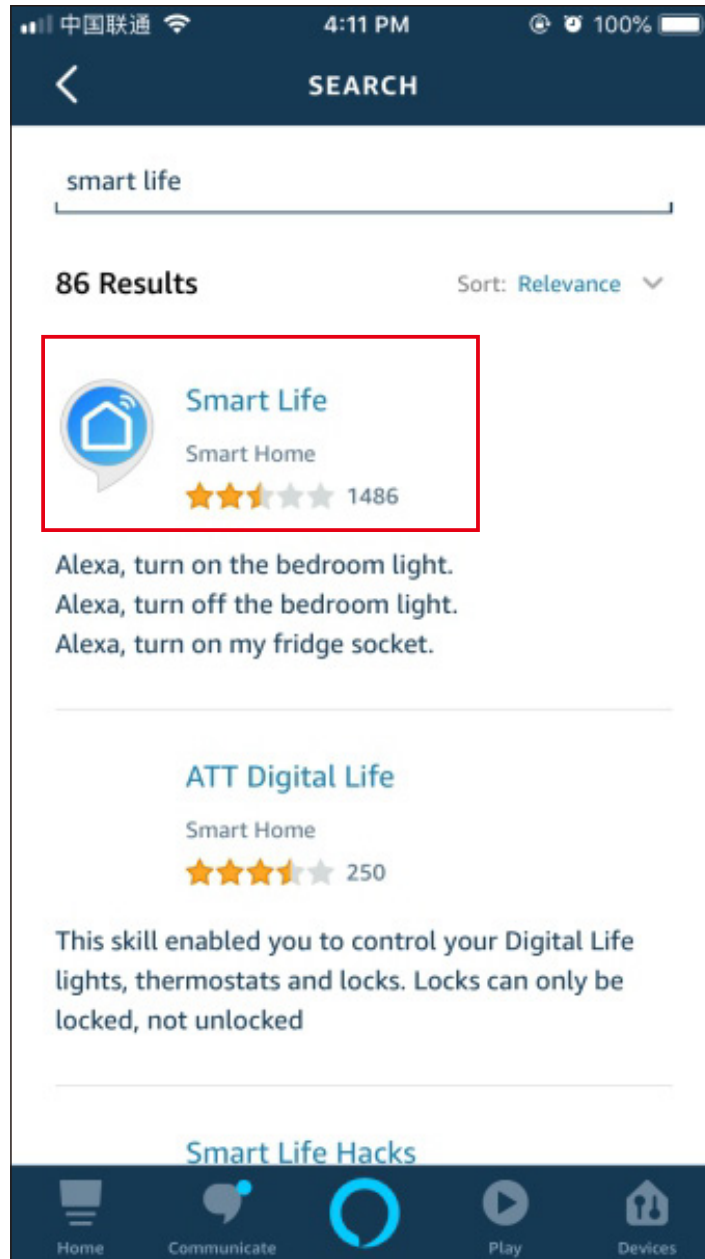 中国联通 4:11 PM 100%
SEARCH
smart life
86 Results Sort: Relevance
Smart Life
Smart Home
1486
Alexa, turn on the bedroom light.
Alexa, turn off the bedroom light.
Alexa, turn on my fridge socket.
ATT Digital Life
Smart Home
250
This skill enabled you to control your Digital Life
lights, thermostats and locks. Locks can only be
locked, not unlocked
Smart Life Hacks
Home Communicate Play Devices